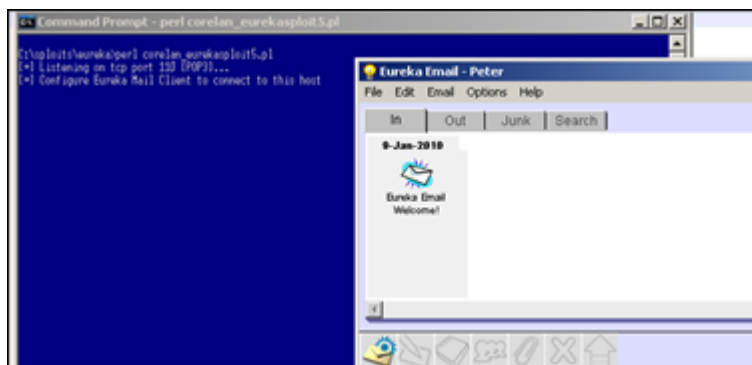 Command Prompt - perl corelan_eurekasploit5.pl
C:\sploits\eureka>perl corelan_eurekasploit5.pl
[+] Listening on tcp port 110 [POP3]...
[+] Configure Eureka Mail Client to connect to this host
Eureka Email - Peter
File Edit Email Options Help
In Out Junk Search
9-Jan-2010
Eureka Email
Welcome!